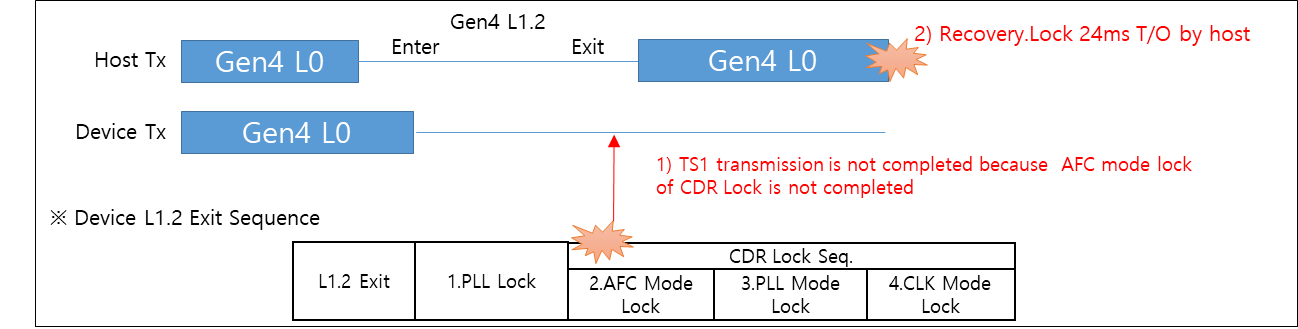 Gen4 L1.2
2) Recovery.Lock 24ms T/O by host
Enter
Exit
Host Tx
Gen4 L0
Gen4 L0
Device Tx
Gen4 L0
1) TS1 transmission is not completed because AFC mode lock
of CDR Lock is not completed
※ Device L1.2 Exit Sequence
CDR Lock Seq.
L1.2 Exit
1.PLL Lock
2.AFC Mode
Lock
3.PLL Mode
Lock
4.CLK Mode
Lock